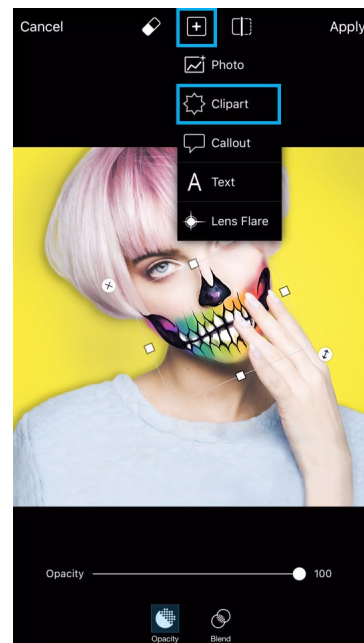 Cancel Apply
Photo
Clipart
Callout
A Text
Lens Flare
Opacity 100
Opacity Blend